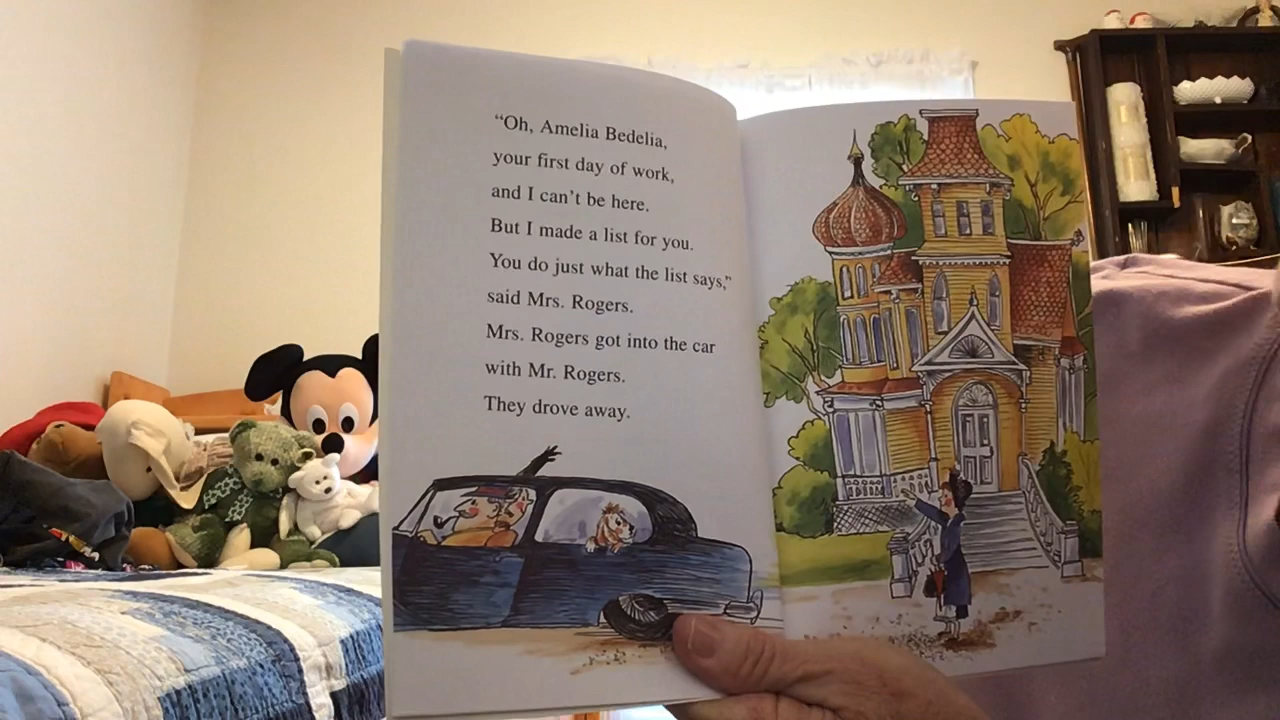 “Oh, Amelia Bedelia,
your first day of work,
and I can’t be here.
But I made a list for you.
You do just what the list says,”
said Mrs. Rogers.
Mrs. Rogers got into the car
with Mr. Rogers.
They drove away.